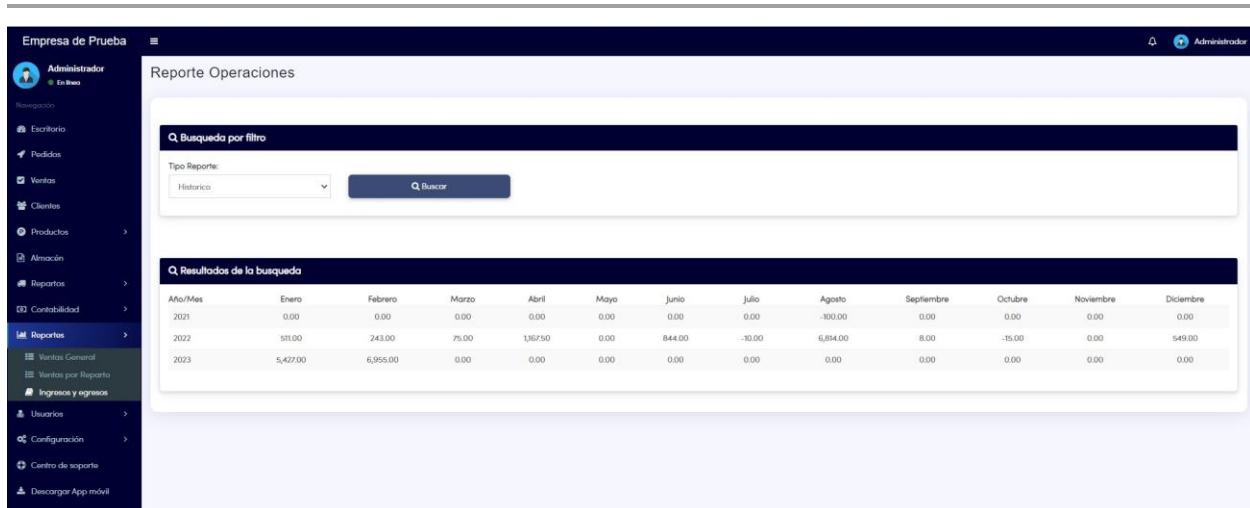 Empresa de Prueba
Administrador
Administrador
En línea
Navegación
Escritorio
Pedidos
Ventas
Clientes
Productos
Almacén
Repartos
Contabilidad
Reportes
Ventas General
Ventas por Reparto
Ingresos y egresos
Usuarios
Configuración
Centro de soporte
Descargar App móvil
Reporte Operaciones
Busqueda por filtro
Tipo Reporte:
Historico Buscar
Resultados de la busqueda
Año/Mes Enero Febrero Marzo Abril Mayo Junio Julio Agosto Septiembre Octubre Noviembre Diciembre
2021 0.00 0.00 0.00 0.00 0.00 0.00 0.00 -100.00 0.00 0.00 0.00 0.00
2022 511.00 243.00 75.00 1,167.50 0.00 844.00 -10.00 6,814.00 8.00 -15.00 0.00 549.00
2023 5,427.00 6,955.00 0.00 0.00 0.00 0.00 0.00 0.00 0.00 0.00 0.00 0.00